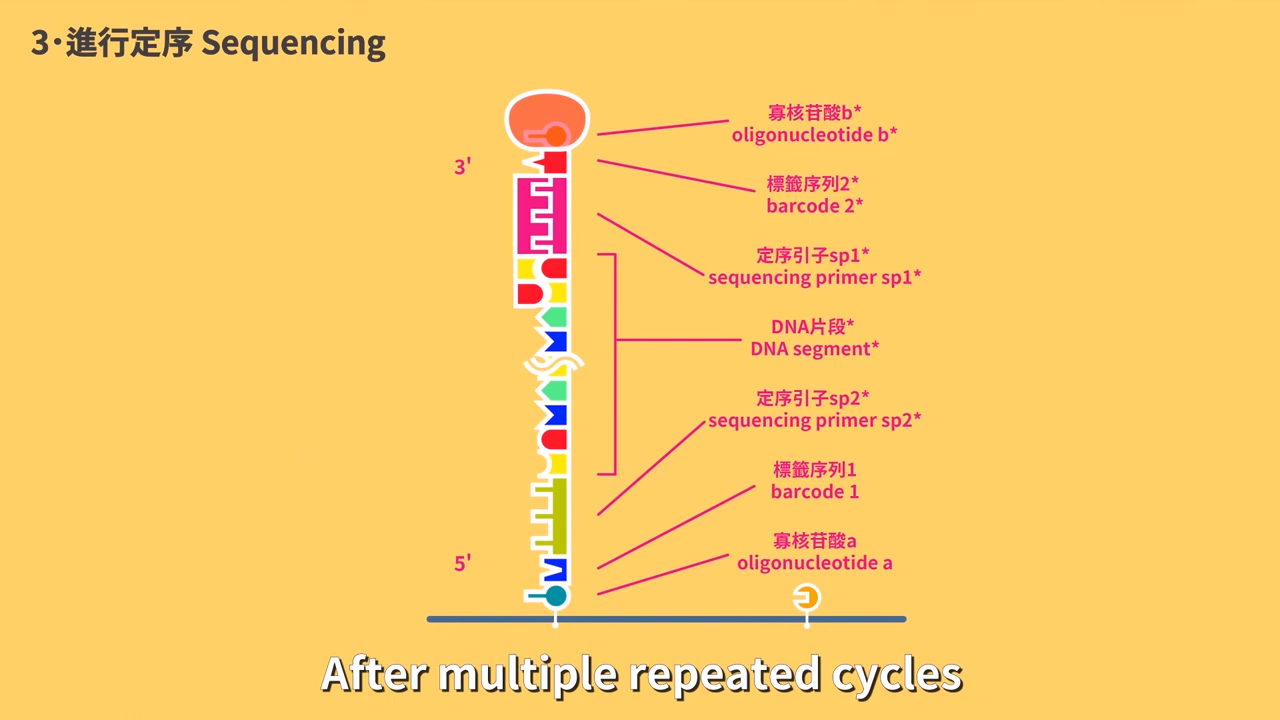 3·進行定序 Sequencing
寡核苷酸b*
oligonucleotide b*
3'
標籤序列2*
barcode 2*
定序引子sp1*
sequencing primer sp1*
DNA片段*
DNA segment*
定序引子sp2*
sequencing primer sp2*
標籤序列1
barcode 1
5'
寡核苷酸a
oligonucleotide a
After multiple repeated cycles